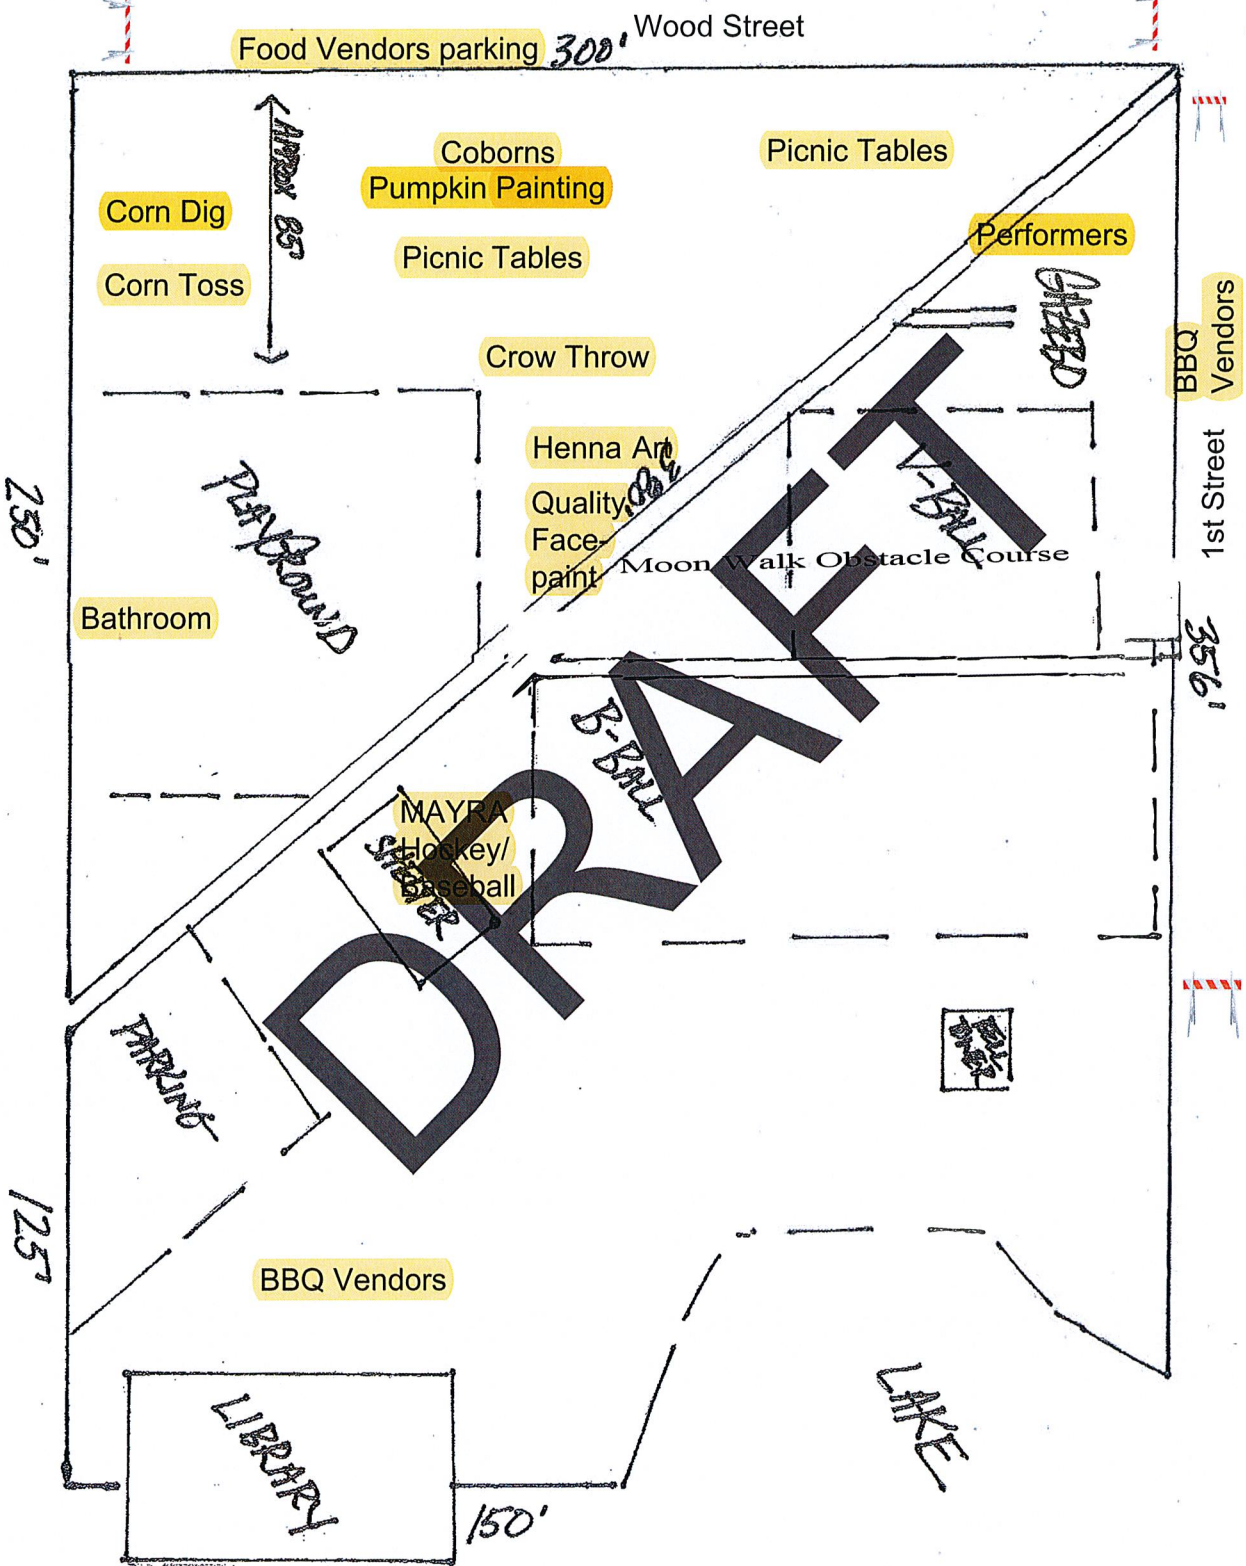 Wood Street
Food Vendors parking 300'
Coborns
Pumpkin Painting
Picnic Tables
APPROX 85'
Corn Dig
Corn Toss
Picnic Tables
Performers
GAZEBO
BBQ
Vendors
Crow Throw
Henna Art
Quality
Face-
paint
V-BALL
Moon Walk Obstacle Course
1st Street
PLAYGROUND
250'
Bathroom
356'
B-BALL
MAYRA
Hockey/
Baseball
SHELTER
DRAFT
PARKING
125'
BBQ Vendors
LIBRARY
150'
LAKE